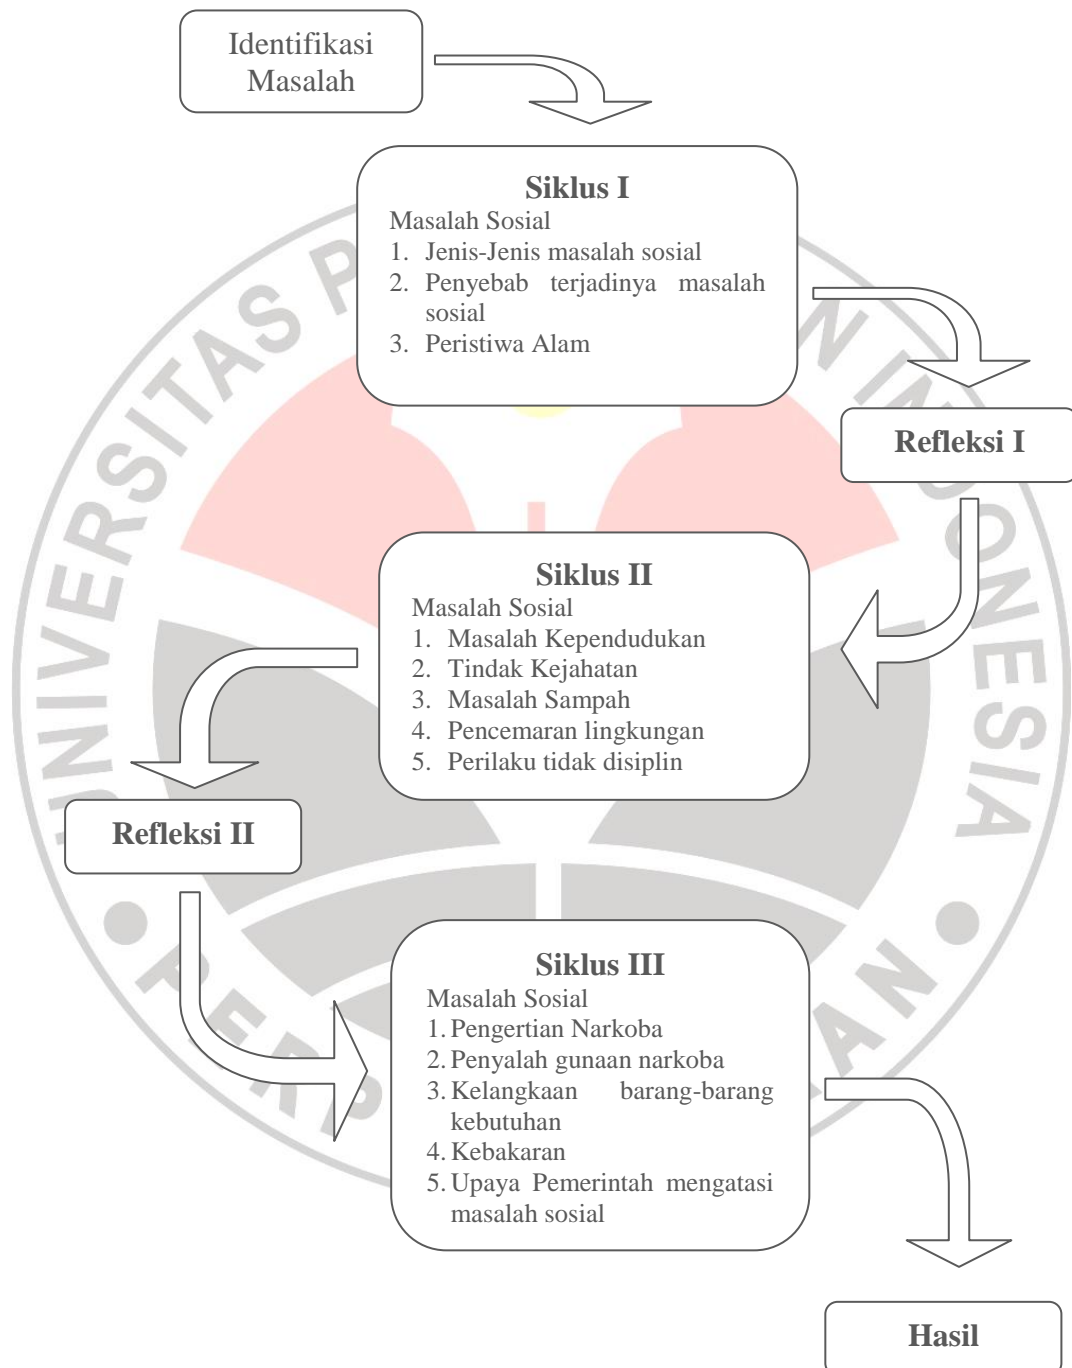 Identifikasi
Masalah
Siklus I
Masalah Sosial
1. Jenis-Jenis masalah sosial
2. Penyebab terjadinya masalah
sosial
3. Peristiwa Alam
Refleksi I
Siklus II
Masalah Sosial
1. Masalah Kependudukan
2. Tindak Kejahatan
3. Masalah Sampah
4. Pencemaran lingkungan
5. Perilaku tidak disiplin
Refleksi II
Siklus III
Masalah Sosial
1. Pengertian Narkoba
2. Penyalah gunaan narkoba
3. Kelangkaan barang-barang
kebutuhan
4. Kebakaran
5. Upaya Pemerintah mengatasi
masalah sosial
Hasil
UNIVERSITAS INDONESIA